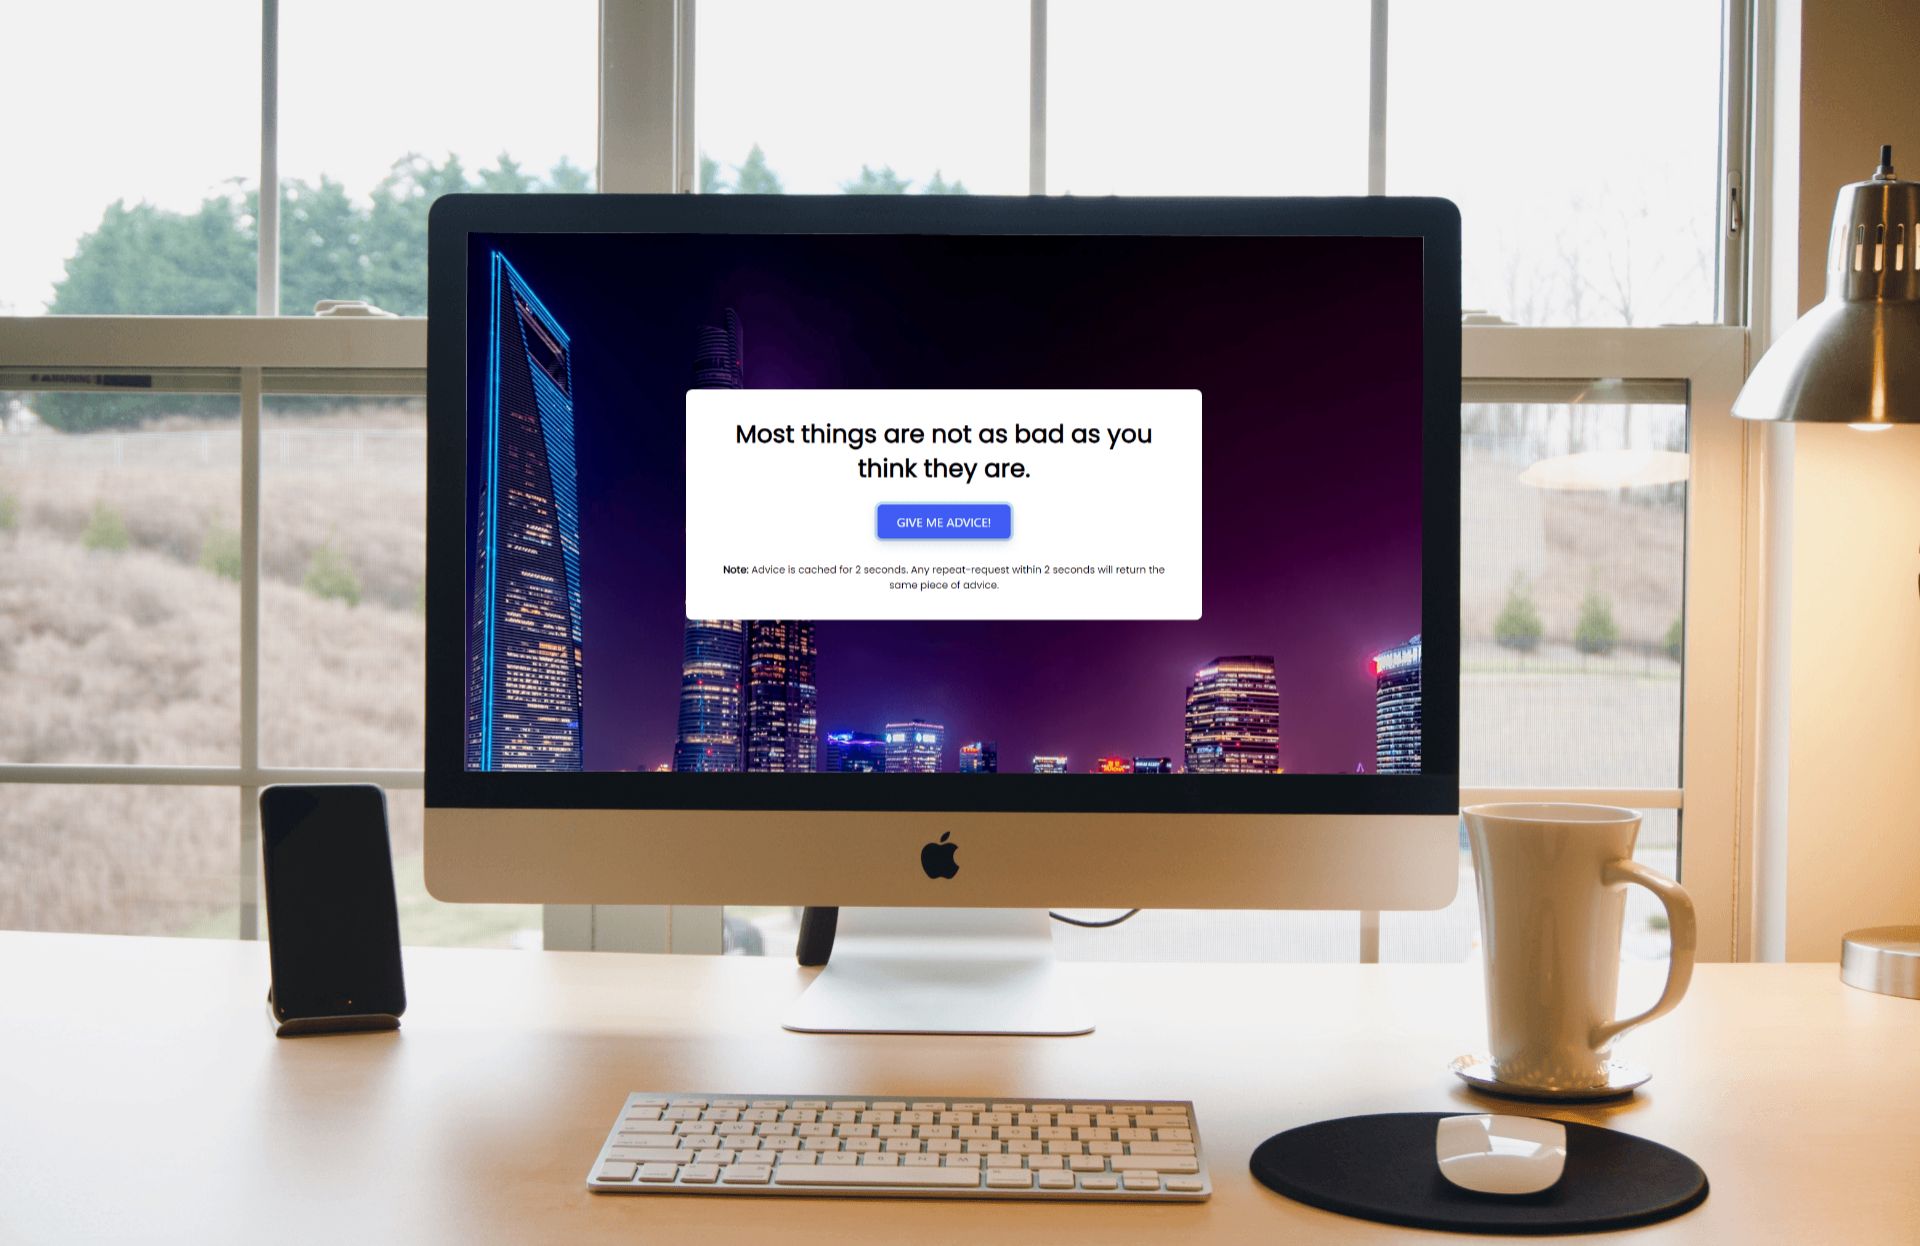 Most things are not as bad as you
think they are.
GIVE ME ADVICE!
Note: Advice is cached for 2 seconds. Any repeat-request within 2 seconds will return the
same piece of advice.